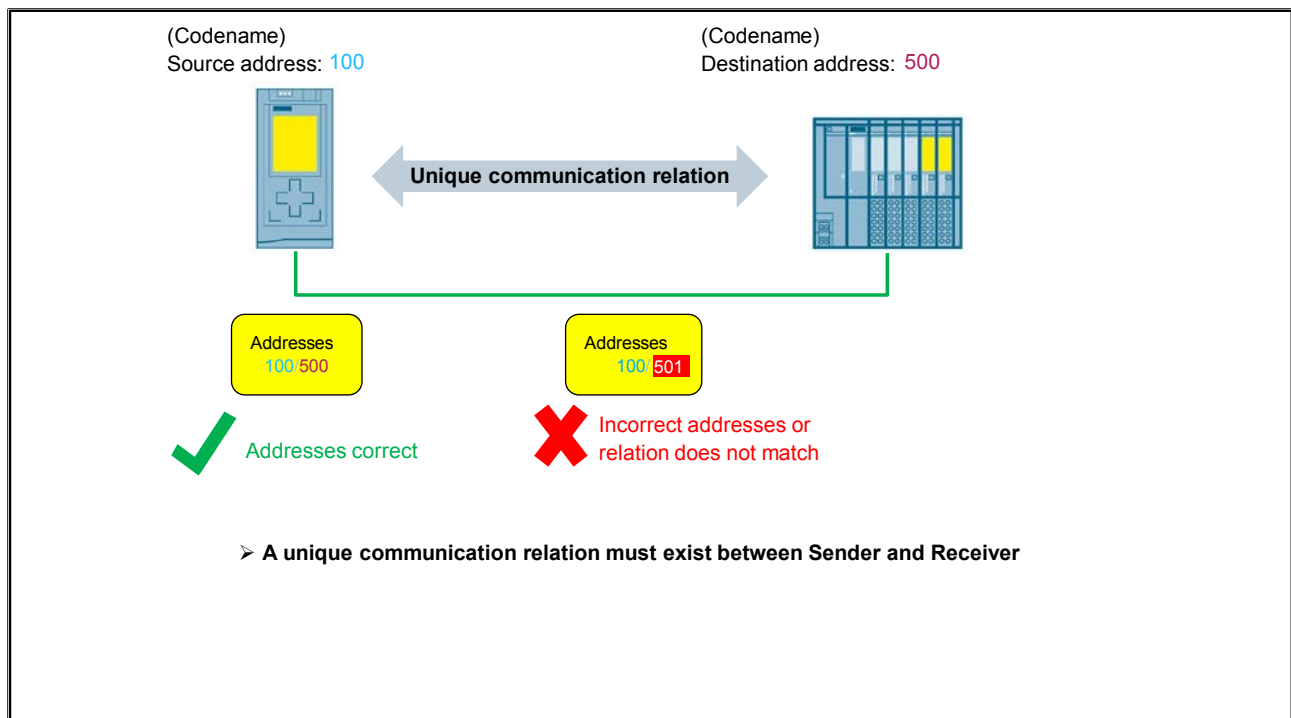 (Codename)
Source address: 100
(Codename)
Destination address: 500
Unique communication relation
Addresses
100/500
Addresses
100/501
Addresses correct
Incorrect addresses or
relation does not match
➢ A unique communication relation must exist between Sender and Receiver